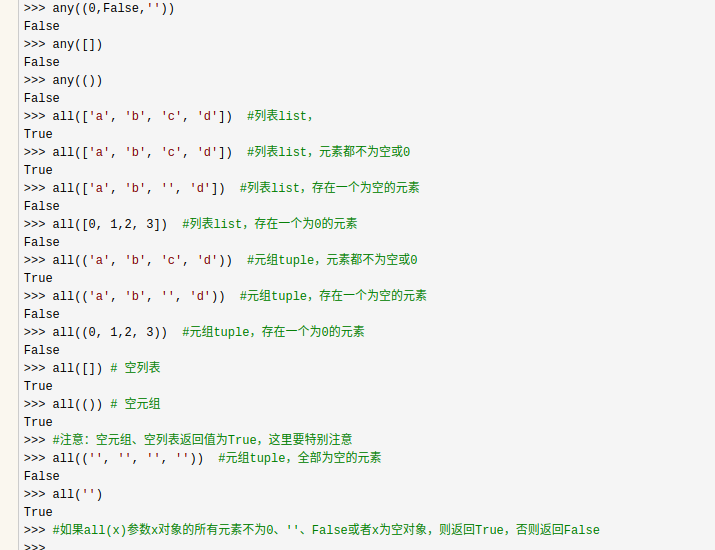 >>> any((0,False,''))
False
>>> any([])
False
>>> any(())
False
>>> all(['a', 'b', 'c', 'd'])  #列表list，
True
>>> all(['a', 'b', 'c', 'd'])  #列表list，元素都不为空或0
True
>>> all(['a', 'b', '', 'd'])  #列表list，存在一个为空的元素
False
>>> all([0, 1,2, 3])  #列表list，存在一个为0的元素
False
>>> all(('a', 'b', 'c', 'd'))  #元组tuple，元素都不为空或0
True
>>> all(('a', 'b', '', 'd'))  #元组tuple，存在一个为空的元素
False
>>> all((0, 1,2, 3))  #元组tuple，存在一个为0的元素
False
>>> all([]) # 空列表
True
>>> all(()) # 空元组
True
>>> #注意：空元组、空列表返回值为True，这里要特别注意
>>> all(('', '', '', ''))  #元组tuple，全部为空的元素
False
>>> all('')
True
>>> #如果all(x)参数x对象的所有元素不为0、''、False或者x为空对象，则返回True，否则返回False
>>>